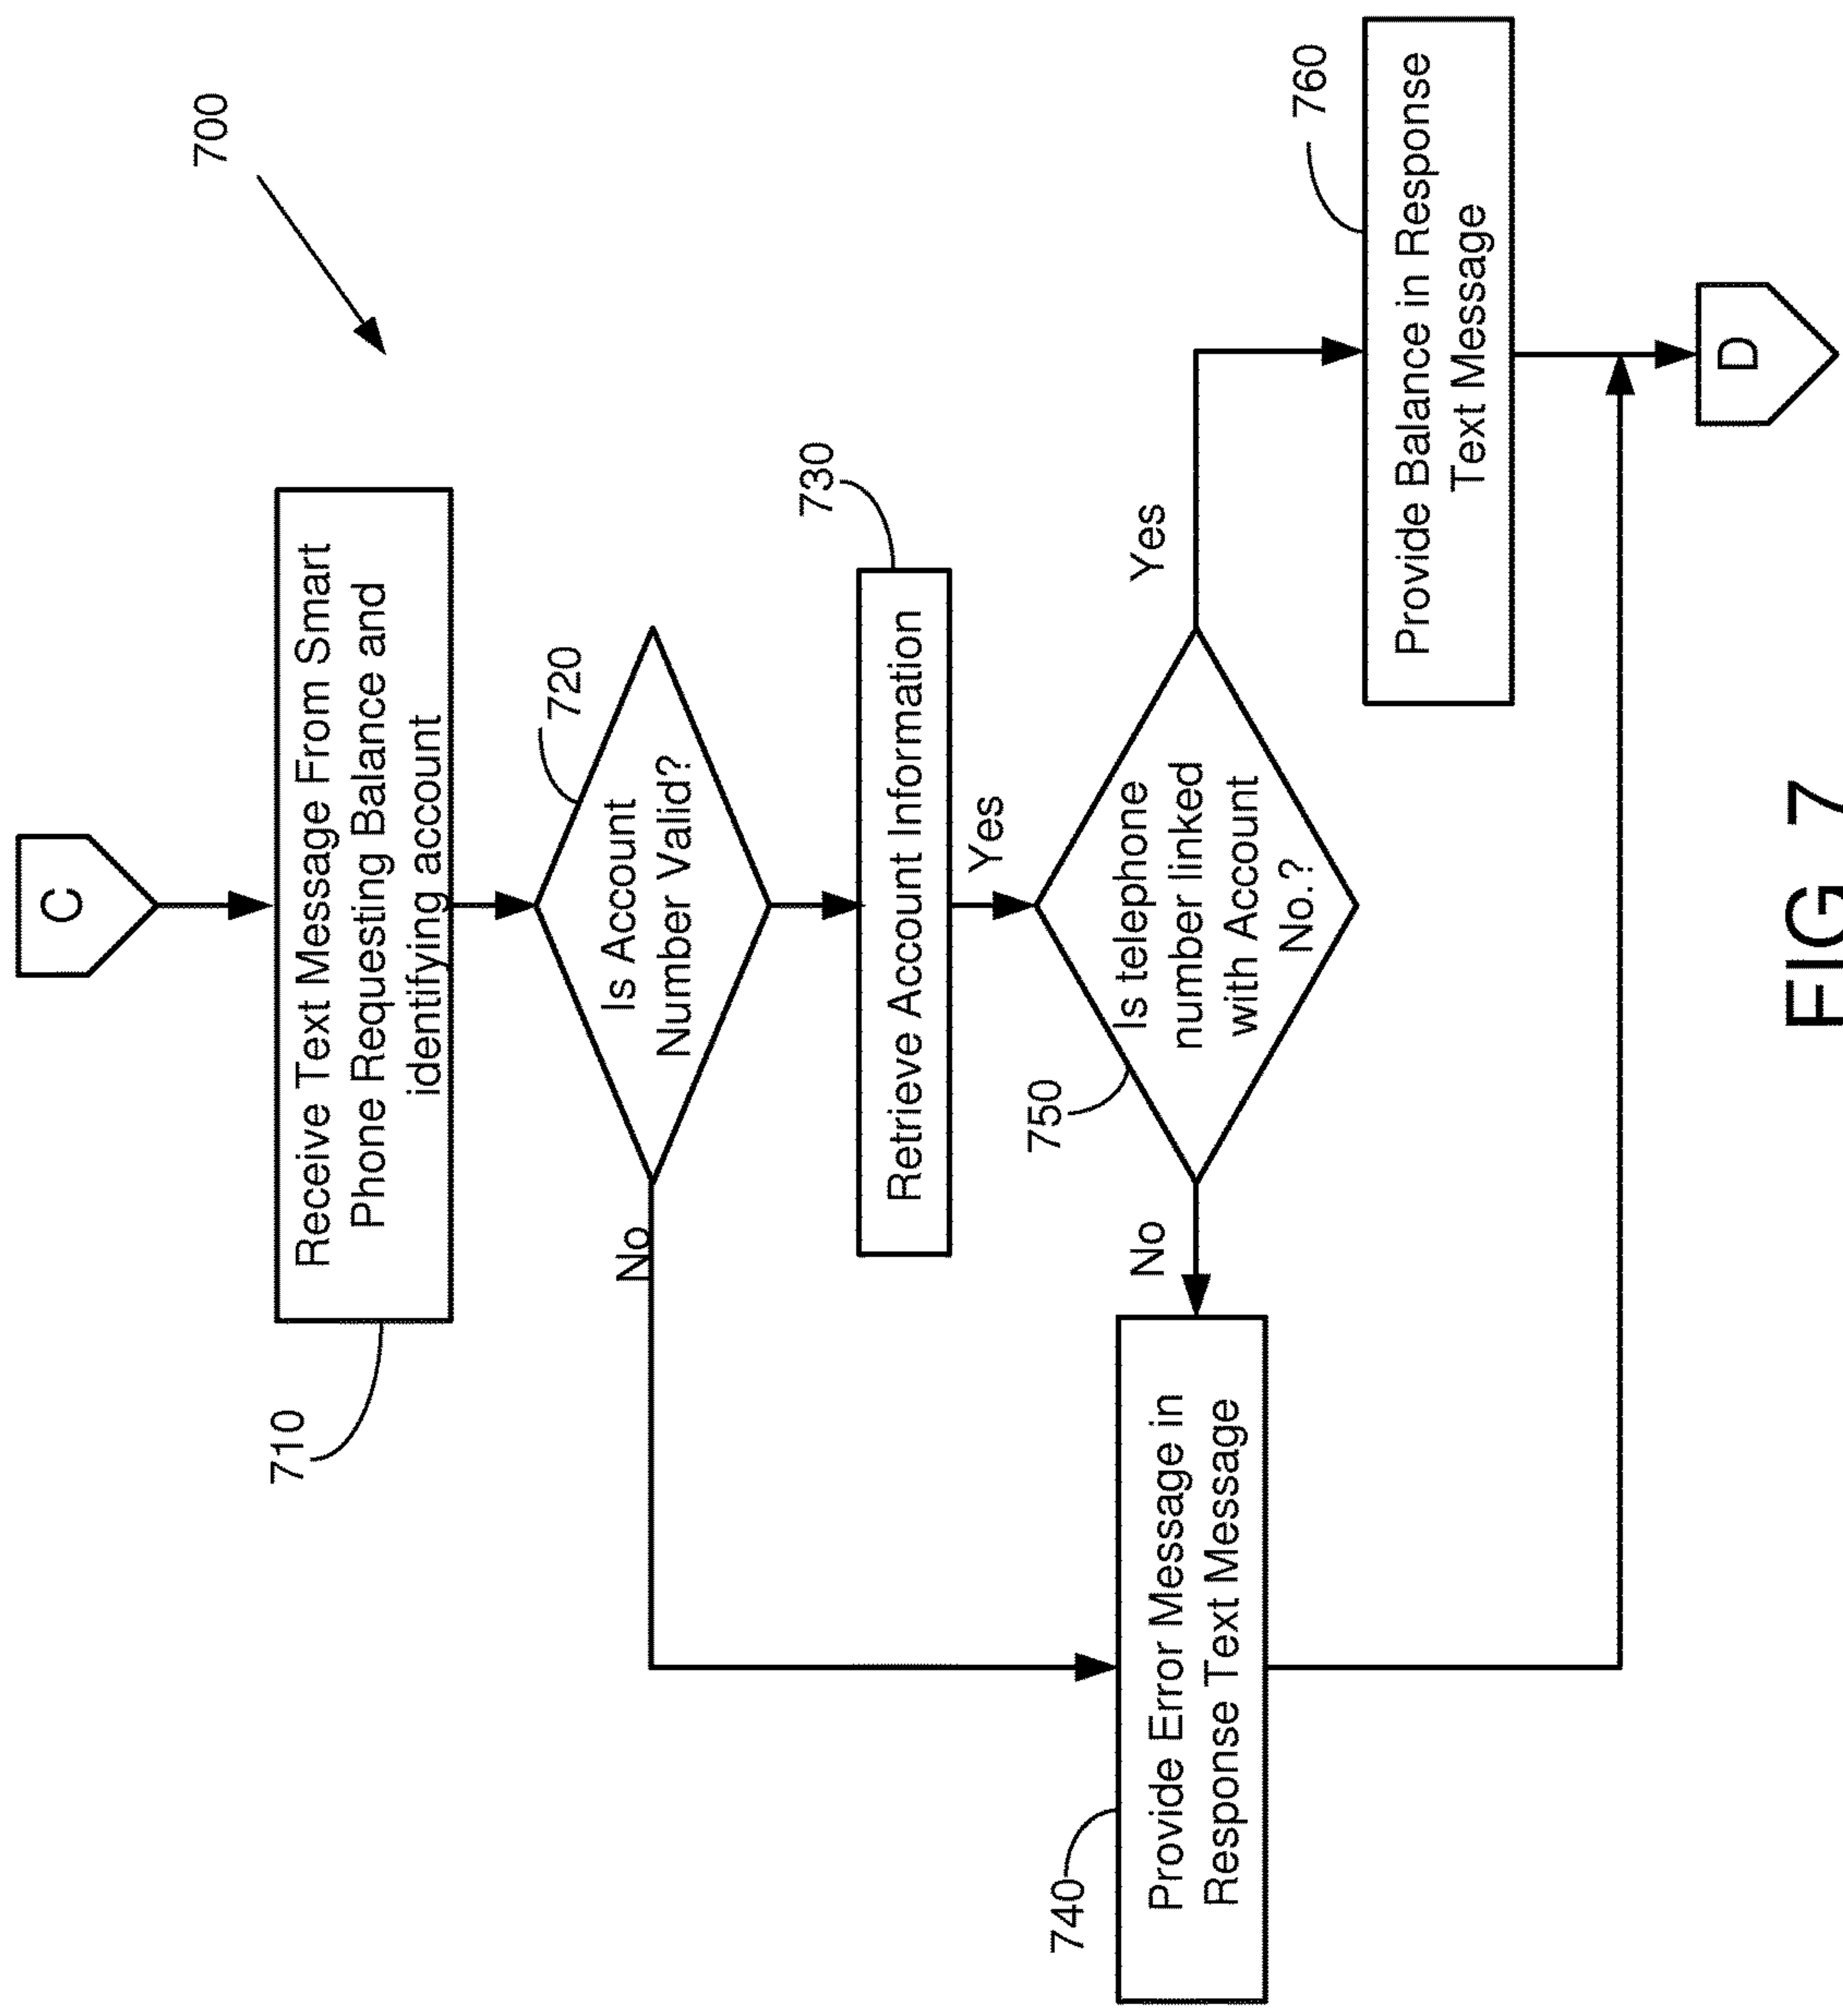 C
700
Receive Text Message From Smart
Phone Requesting Balance and
identifying account
710
720
Is Account
Number Valid?
No
730
Retrieve Account Information
Yes
750
Is telephone
number linked
with Account
No.?
No
Yes
740
Provide Error Message in
Response Text Message
760
Provide Balance in Response
Text Message
D
FIG 7